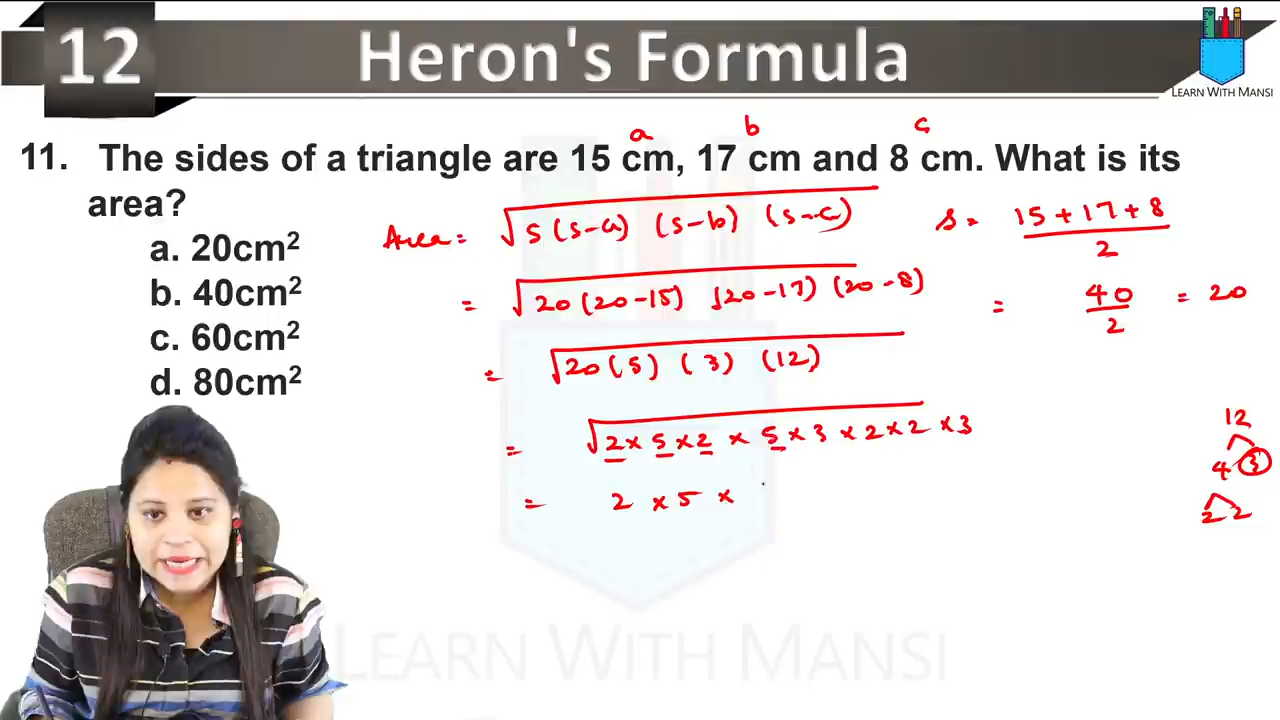 12 Heron's Formula
LEARN WITH MANSI
a b c
11. The sides of a triangle are 15 cm, 17 cm and 8 cm. What is its
area?
a. 20cm²
b. 40cm²
c. 60cm²
d. 80cm²
Area = √s(s-a) (s-b) (s-c)
= √20(20-15) (20-17) (20-8)
= √20(5) (3) (12)
= √2×5×2×5×3×2×2×3
= 2×5×
s = 15+17+8
2
= 40 = 20
2
12
4 3
2 2
LEARN WITH MANSI